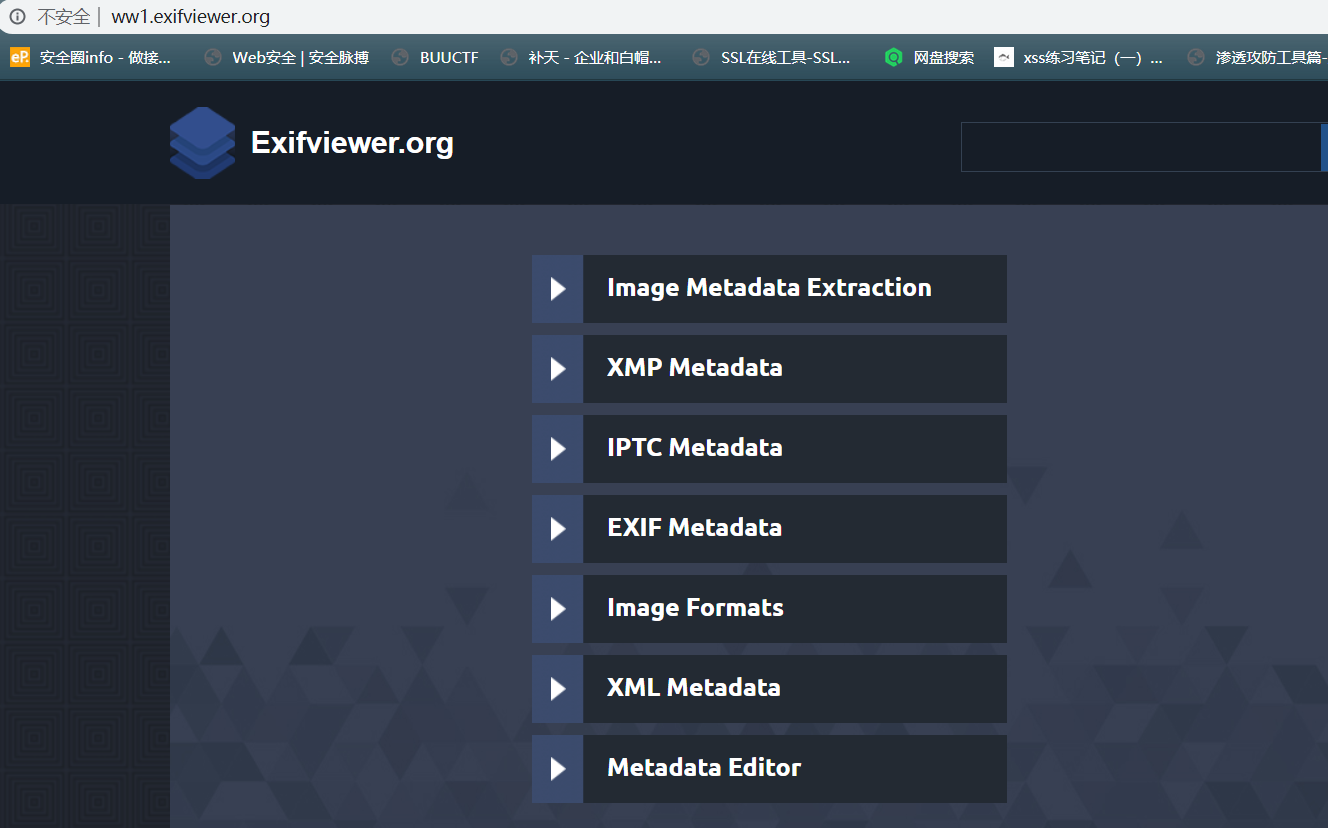 不安全 | ww1.exifviewer.org
eP 安全圈info - 做接... Web安全 | 安全脉搏 BUUCTF 补天 - 企业和白帽... SSL在线工具-SSL... 网盘搜索 xss练习笔记（一）... 渗透攻防工具篇-
Exifviewer.org
Image Metadata Extraction
XMP Metadata
IPTC Metadata
EXIF Metadata
Image Formats
XML Metadata
Metadata Editor